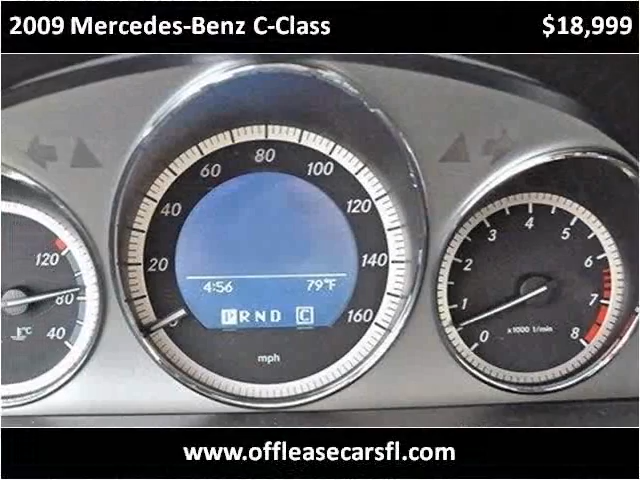 2009 Mercedes-Benz C-Class $18,999
60 80 100
40 120
20 140
160
4:56 79°F
P R N D C
mph
120
80
40
°C
1 2 3 4 5 6 7 8
0
x1000 1/min
www.offleasecarsfl.com